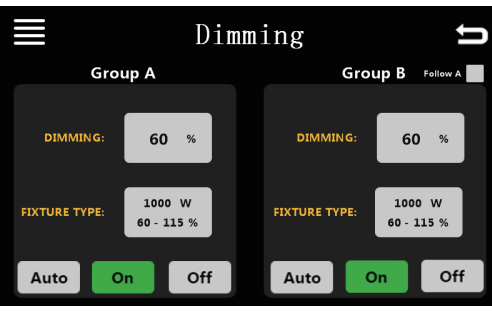 Dimming
Group A
Group B Follow A
DIMMING: 60 %
DIMMING: 60 %
FIXTURE TYPE: 1000 W
60 - 115 %
FIXTURE TYPE: 1000 W
60 - 115 %
Auto On Off
Auto On Off